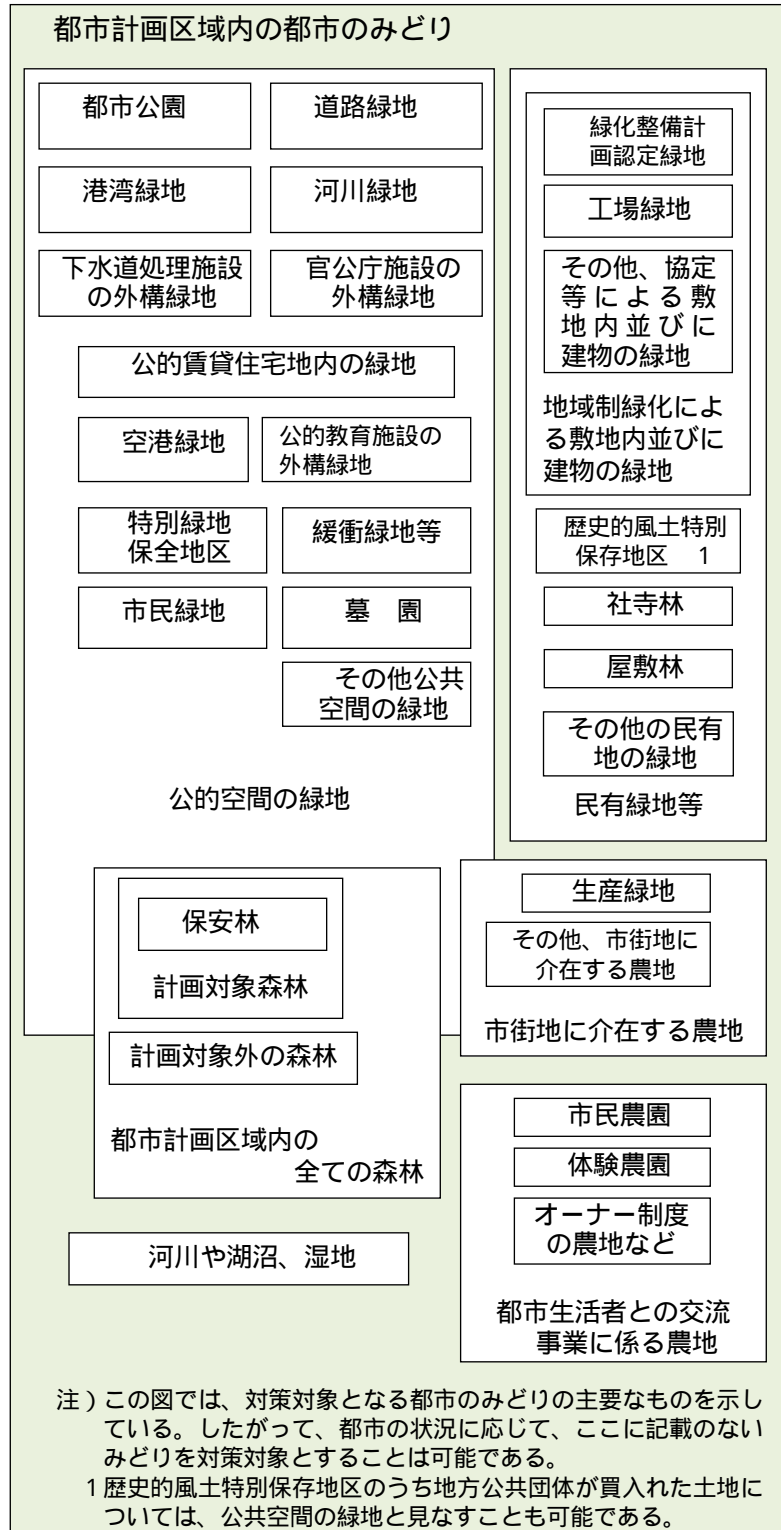 都市計画区域内の都市のみどり
都市公園
道路緑地
港湾緑地
河川緑地
下水道処理施設
の外構緑地
官公庁施設の
外構緑地
公的賃貸住宅地内の緑地
空港緑地
公的教育施設の
外構緑地
特別緑地
保全地区
緩衝緑地等
市民緑地
墓　園
その他公共
空間の緑地
公的空間の緑地
緑化整備計
画認定緑地
工場緑地
その他、協定
等による敷
地内並びに
建物の緑地
地域制緑化によ
る敷地内並びに
建物の緑地
歴史的風土特別
保存地区　1
社寺林
屋敷林
その他の民有
地の緑地
民有緑地等
保安林
計画対象森林
計画対象外の森林
都市計画区域内の
全ての森林
生産緑地
その他、市街地に
介在する農地
市街地に介在する農地
河川や湖沼、湿地
市民農園
体験農園
オーナー制度
の農地など
都市生活者との交流
事業に係る農地
注）この図では、対策対象となる都市のみどりの主要なものを示し
ている。したがって、都市の状況に応じて、ここに記載のない
みどりを対策対象とすることは可能である。
1 歴史的風土特別保存地区のうち地方公共団体が買入れた土地に
ついては、公共空間の緑地と見なすことも可能である。